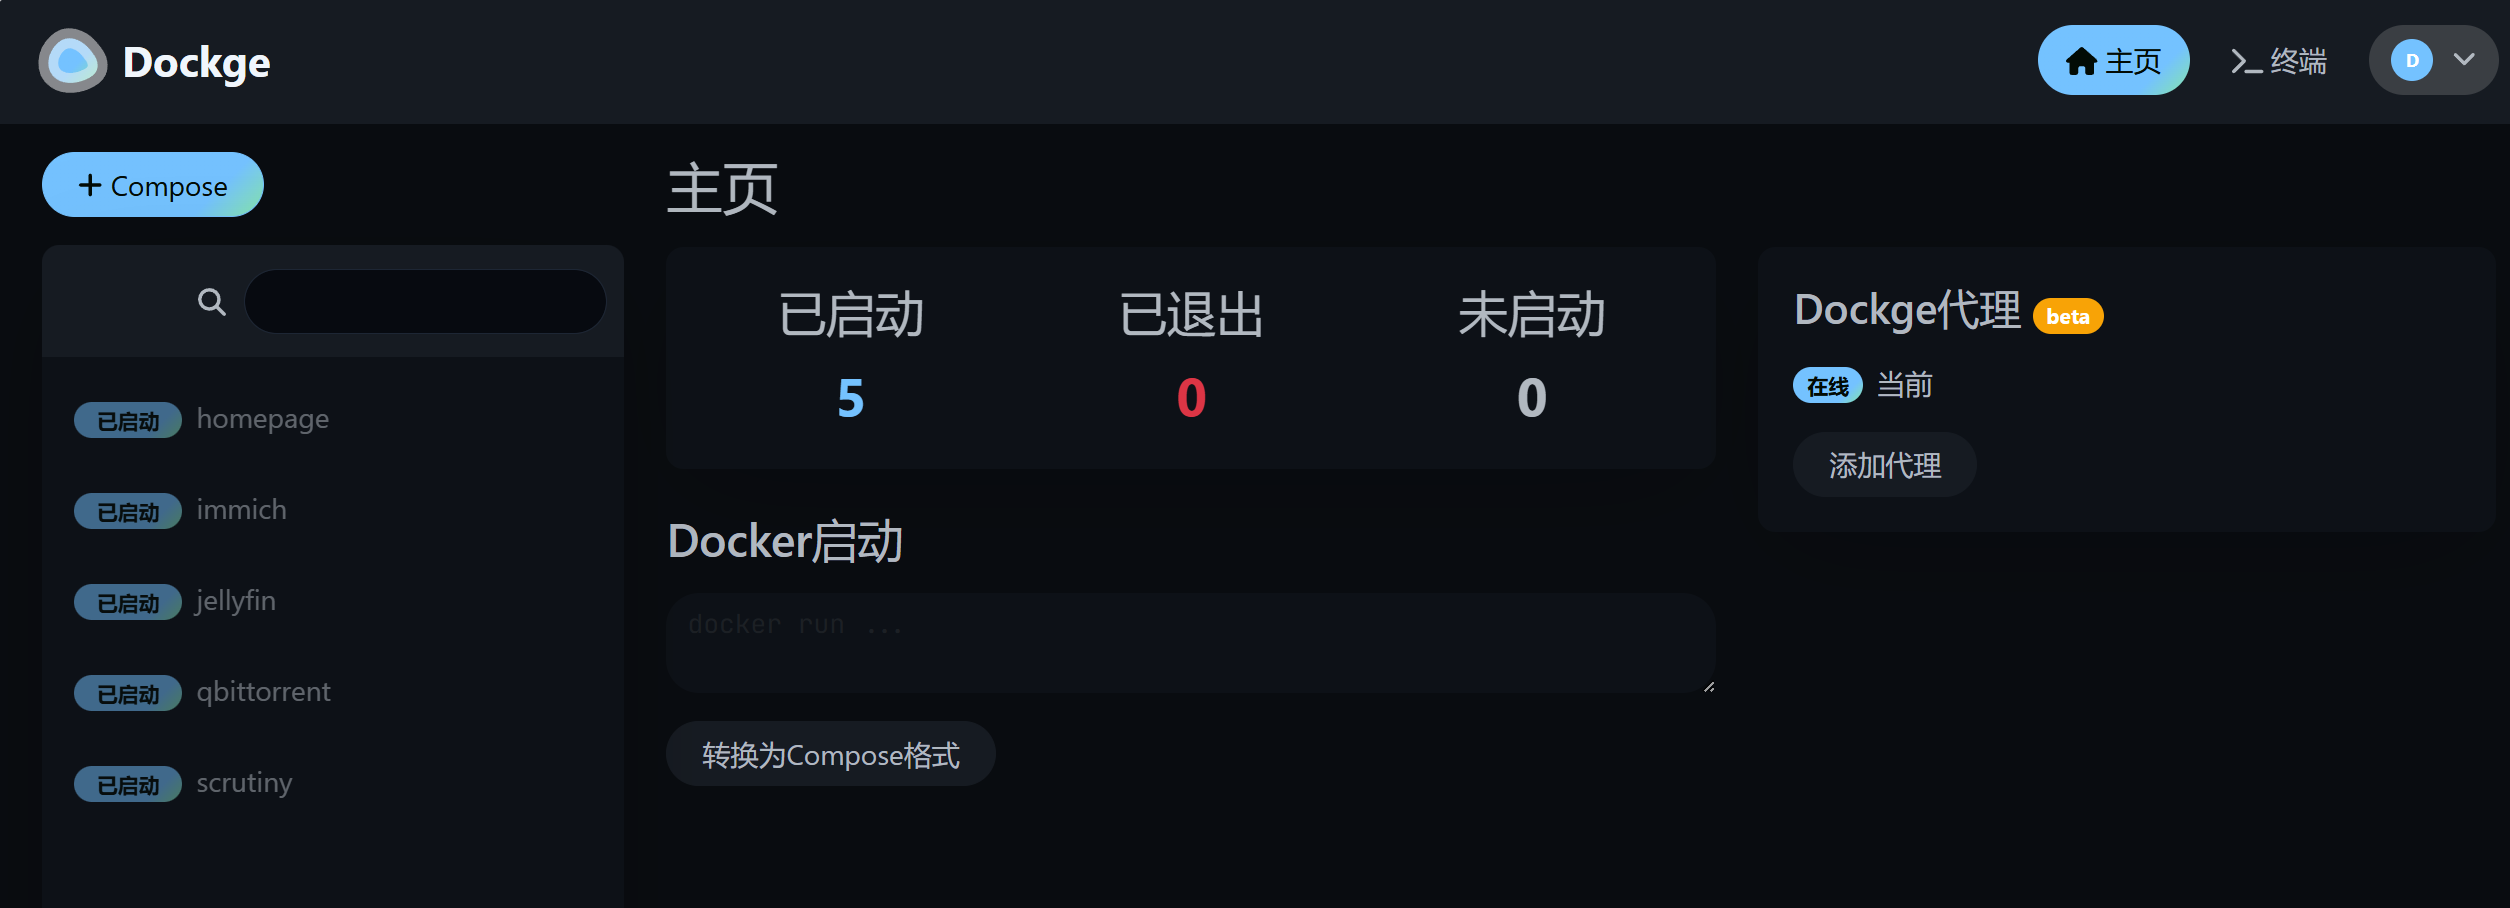 Dockge
主页
终端
D
Compose
已启动 homepage
已启动 immich
已启动 jellyfin
已启动 qbittorrent
已启动 scrutiny
主页
已启动 已退出 未启动
5 0 0
Docker启动
docker run ...
转换为Compose格式
Dockge代理 beta
在线 当前
添加代理